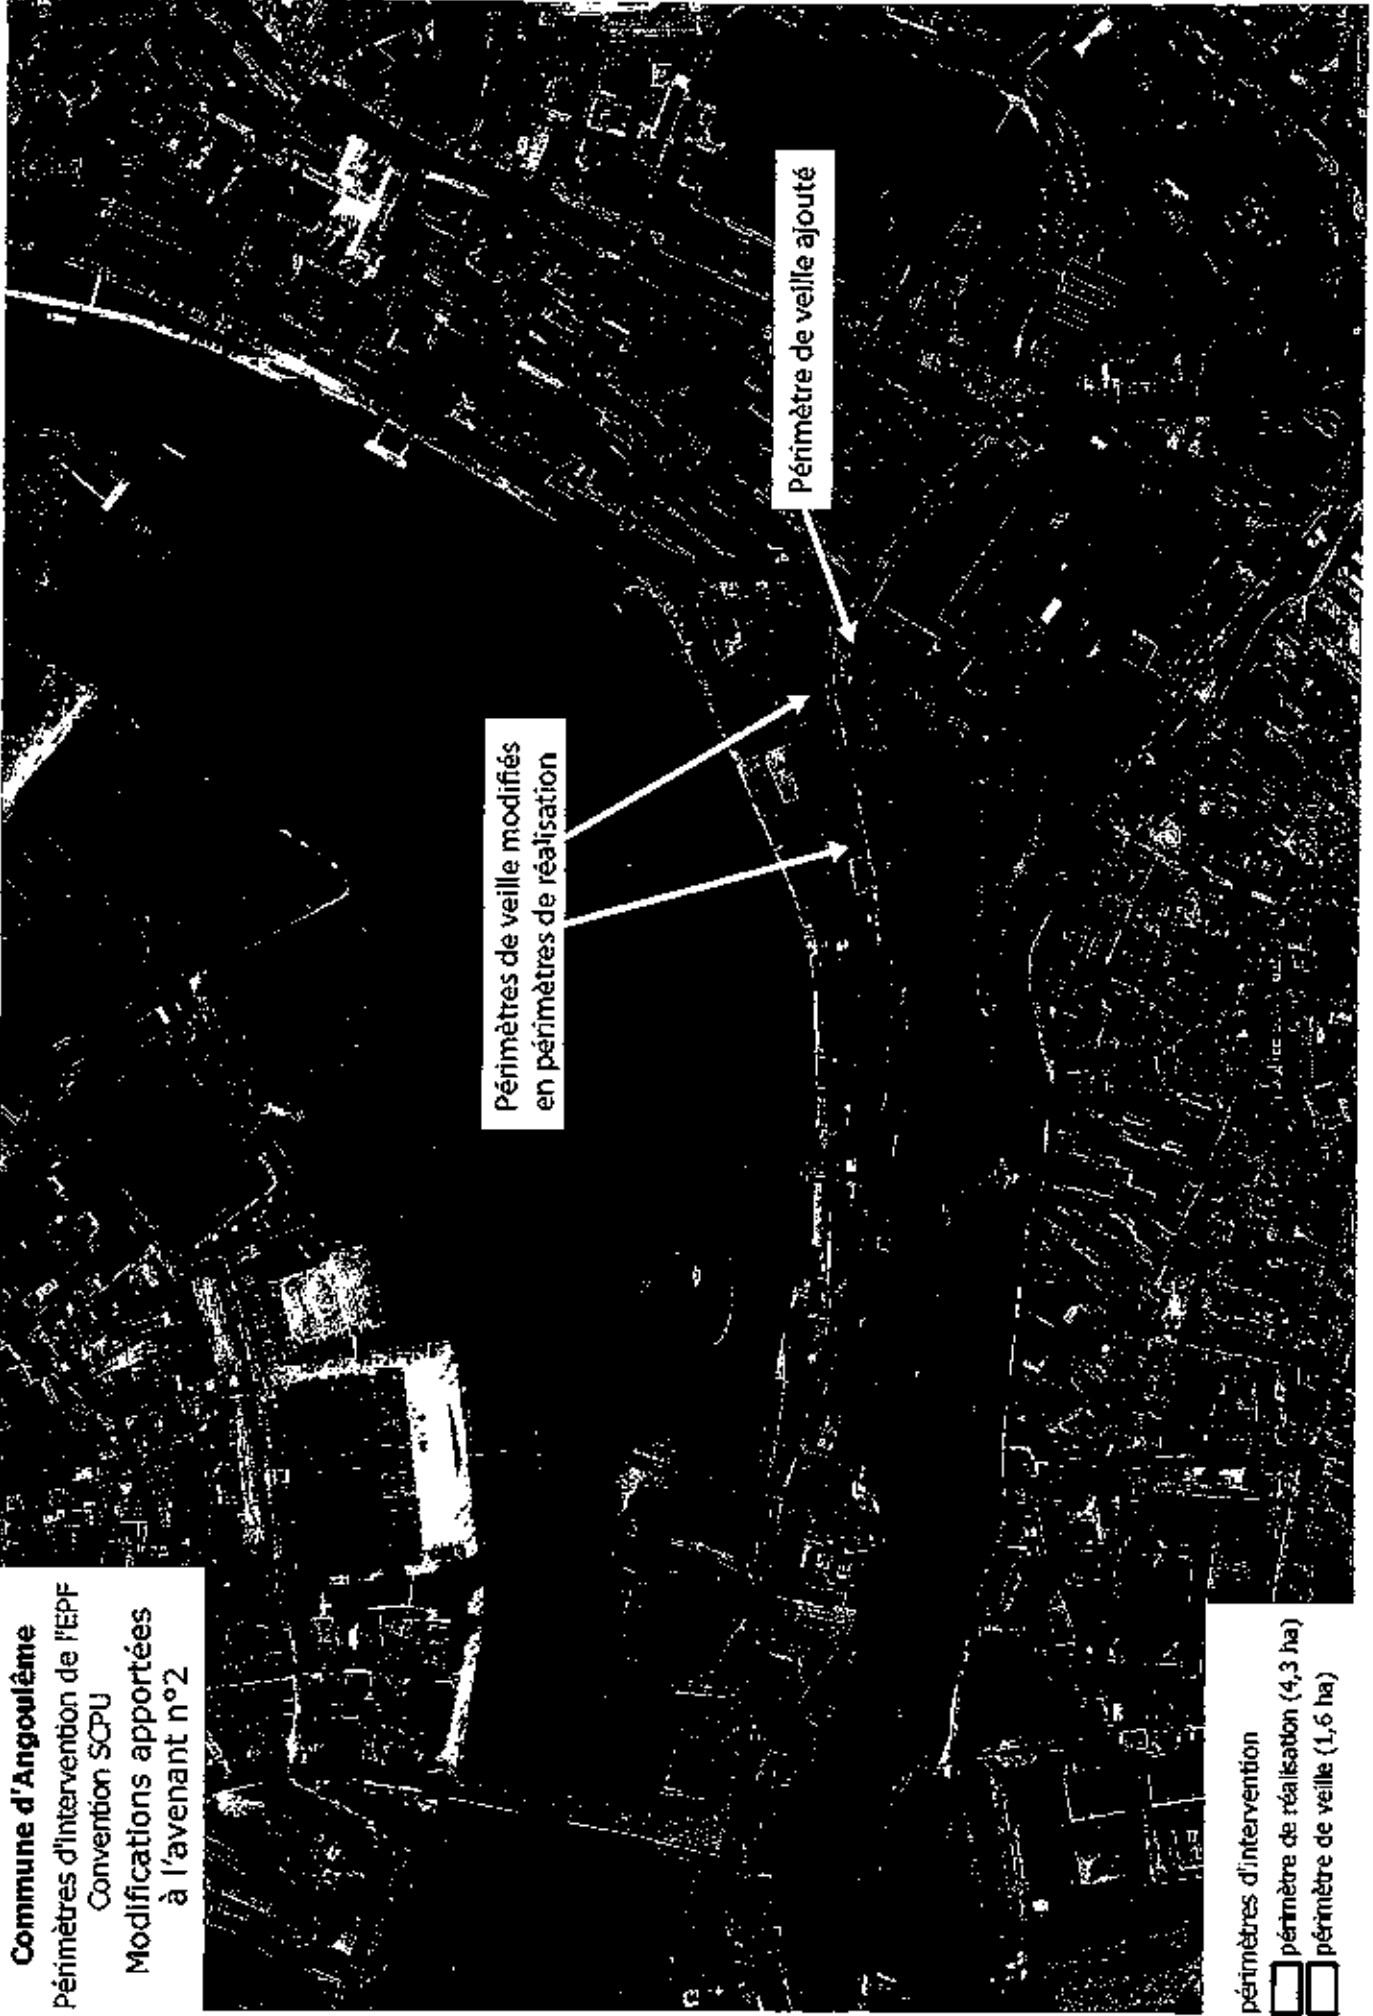 Commune d'Angoulême
Périmètres d'intervention de l'EPF
Convention SCPU
Modifications apportées
à l'avenant n°2
Périmètres de veille modifiés
en périmètres de réalisation
Périmètre de veille ajouté
périmètres d'intervention
périmètre de réalisation (4,3 ha)
périmètre de veille (1,6 ha)